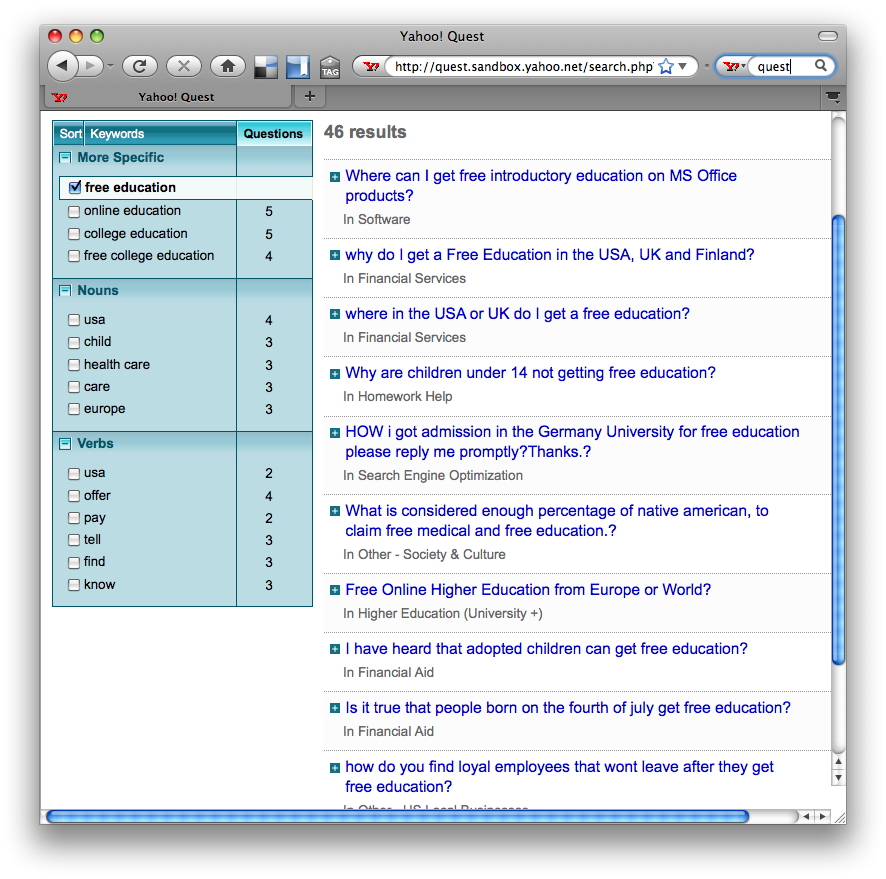 Yahoo! Quest
TAG
http://quest.sandbox.yahoo.net/search.php
quest
Yahoo! Quest
Sort Keywords Questions
More Specific
free education
online education 5
college education 5
free college education 4
Nouns
usa 4
child 3
health care 3
care 3
europe 3
Verbs
usa 2
offer 4
pay 2
tell 3
find 3
know 3
46 results
Where can I get free introductory education on MS Office
products?
In Software
why do I get a Free Education in the USA, UK and Finland?
In Financial Services
where in the USA or UK do I get a free education?
In Financial Services
Why are children under 14 not getting free education?
In Homework Help
HOW i got admission in the Germany University for free education
please reply me promptly?Thanks.?
In Search Engine Optimization
What is considered enough percentage of native american, to
claim free medical and free education.?
In Other - Society & Culture
Free Online Higher Education from Europe or World?
In Higher Education (University +)
I have heard that adopted children can get free education?
In Financial Aid
Is it true that people born on the fourth of july get free education?
In Financial Aid
how do you find loyal employees that wont leave after they get
free education?
In Other - US Local Businesses